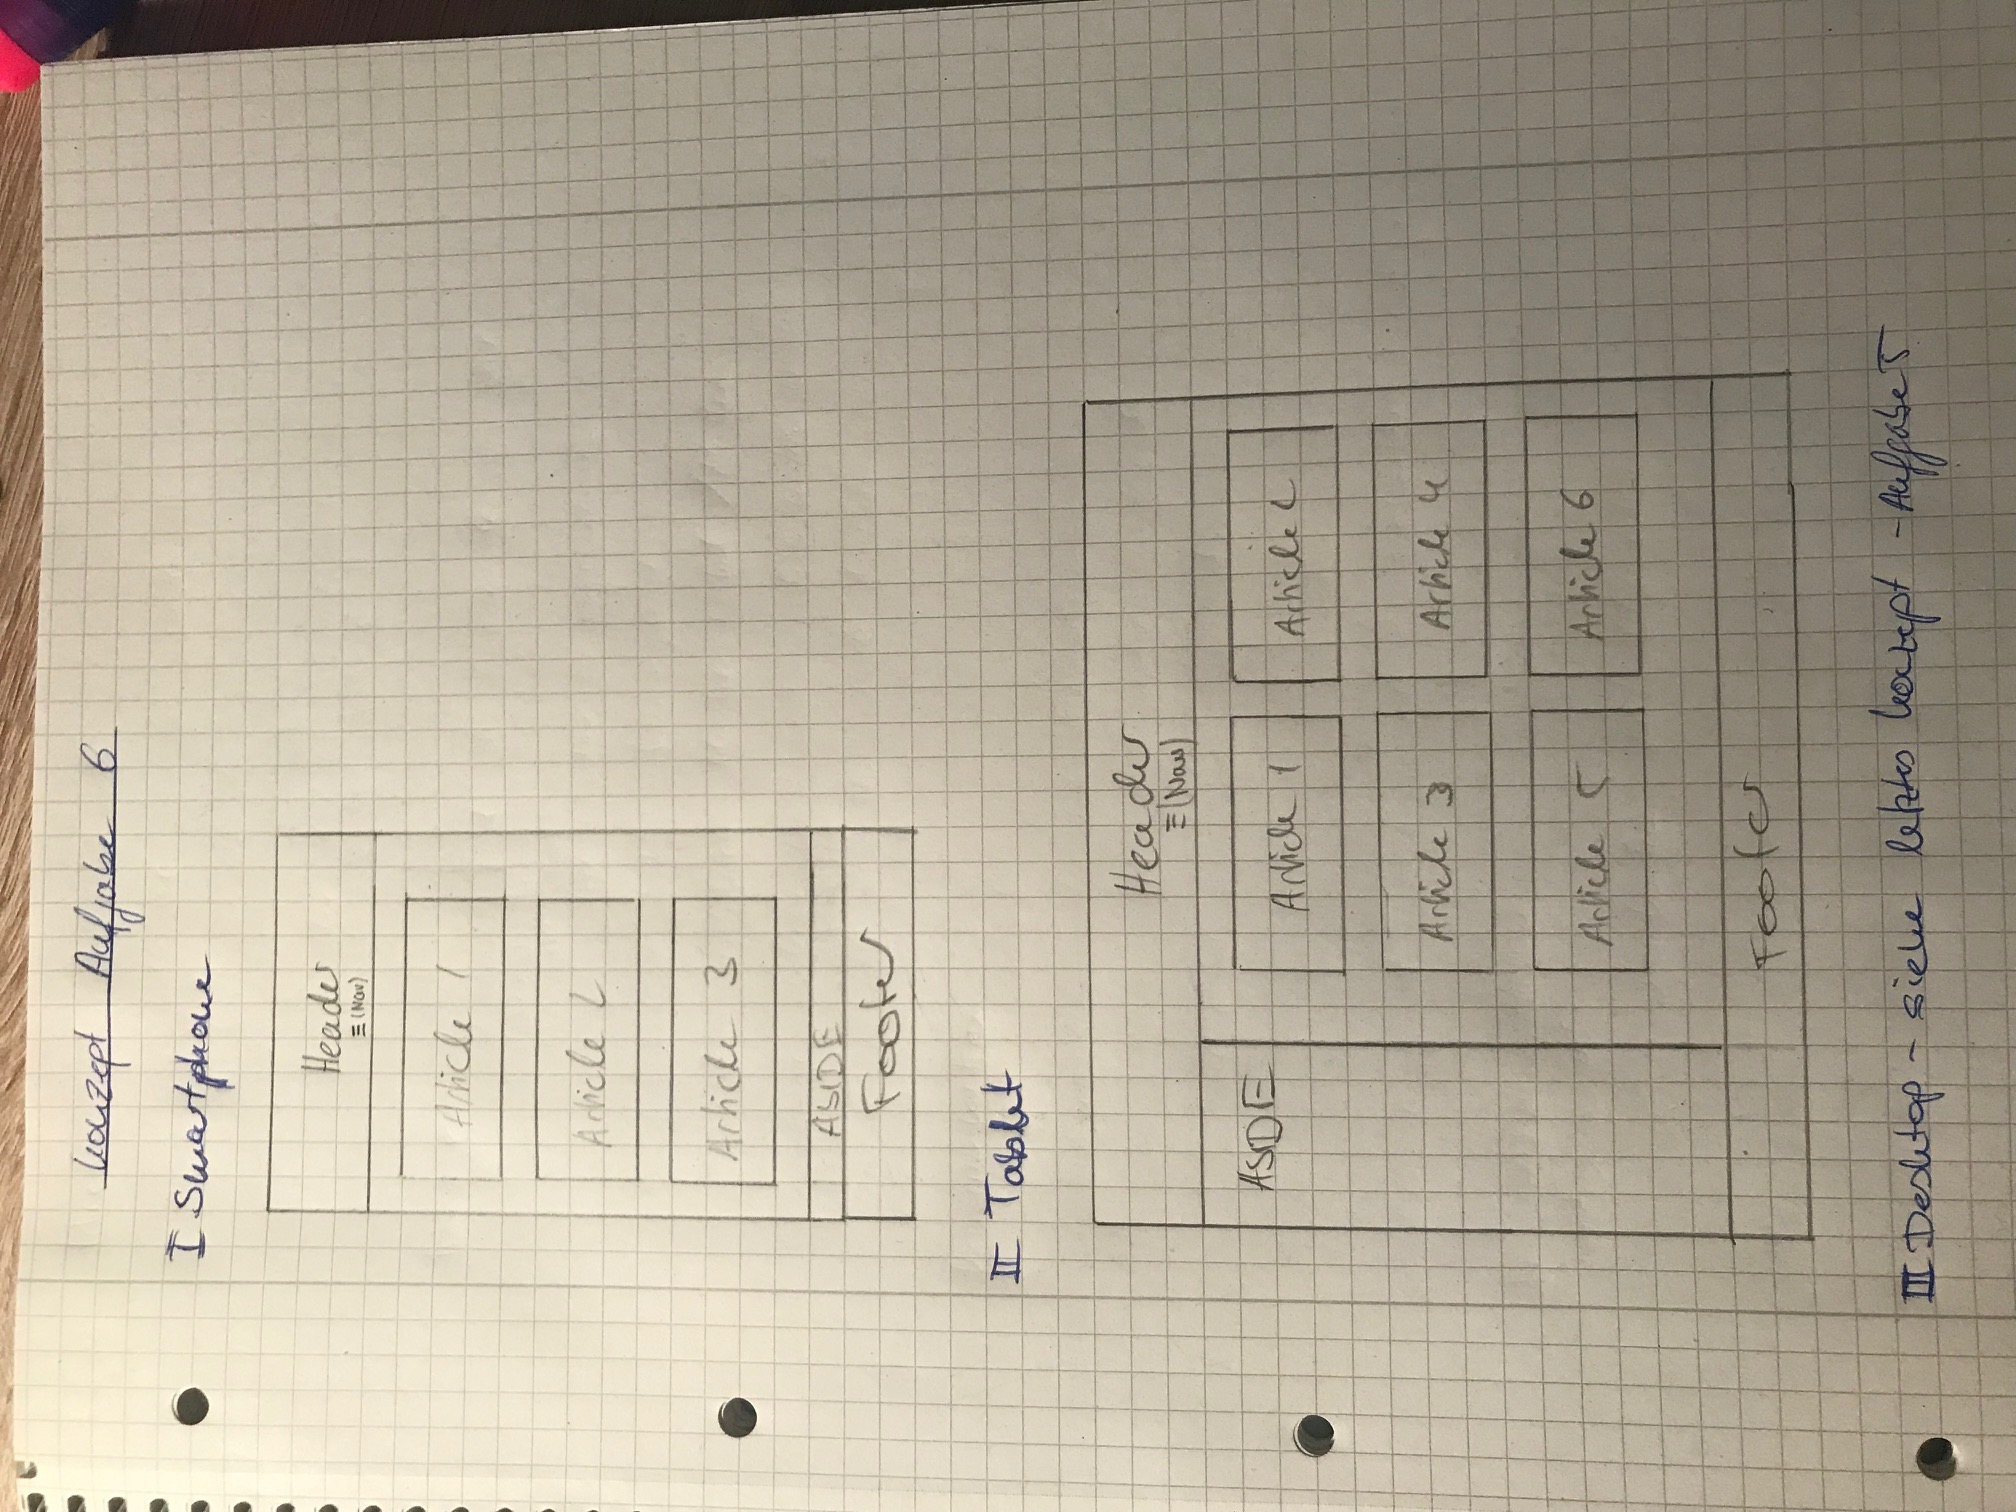 Konzept Aufgabe 6
I Smartphone
Header
≡ (Nav)
Article 1
Article 2
Article 3
ASIDE
Footer
II Tablet
Header
≡ (Nav)
ASIDE
Article 1
Article 2
Article 3
Article 4
Article 5
Article 6
Footer
III Desktop - siehe letztes Konzept - Aufgabe 5